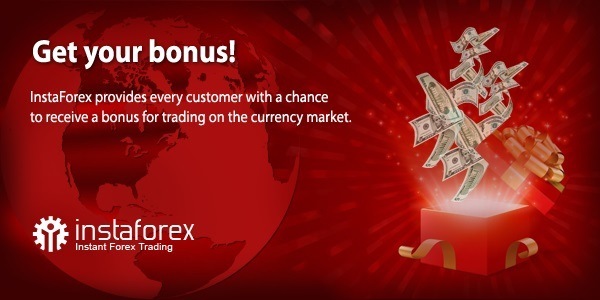 Get your bonus!
InstaForex provides every customer with a chance
to receive a bonus for trading on the currency market.
instaforex
Instant Forex Trading